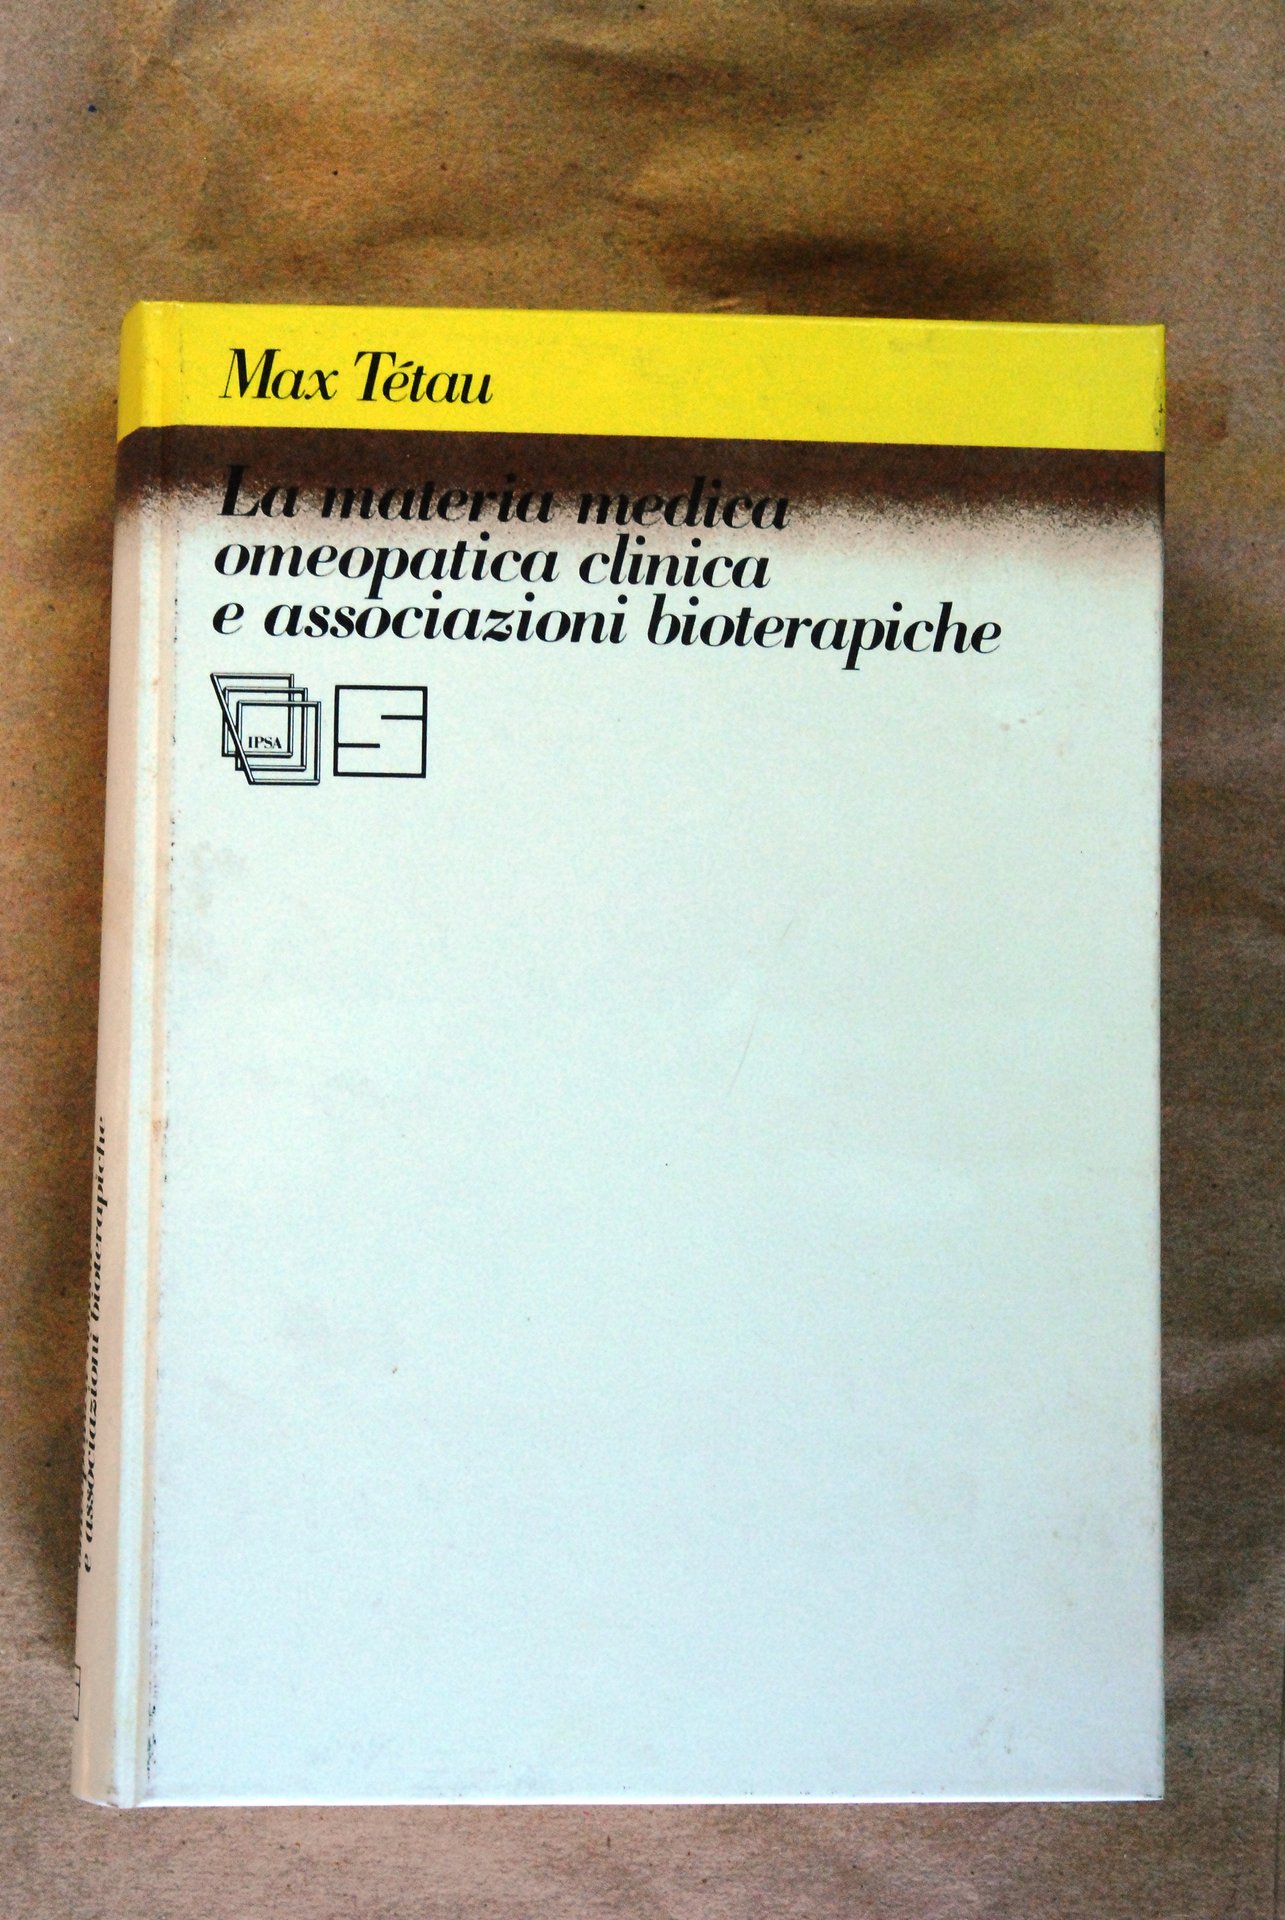 Max Tétau
La materia medica
omeopatica clinica
e associazioni bioterapiche
IPSA
e associazioni bioterapiche